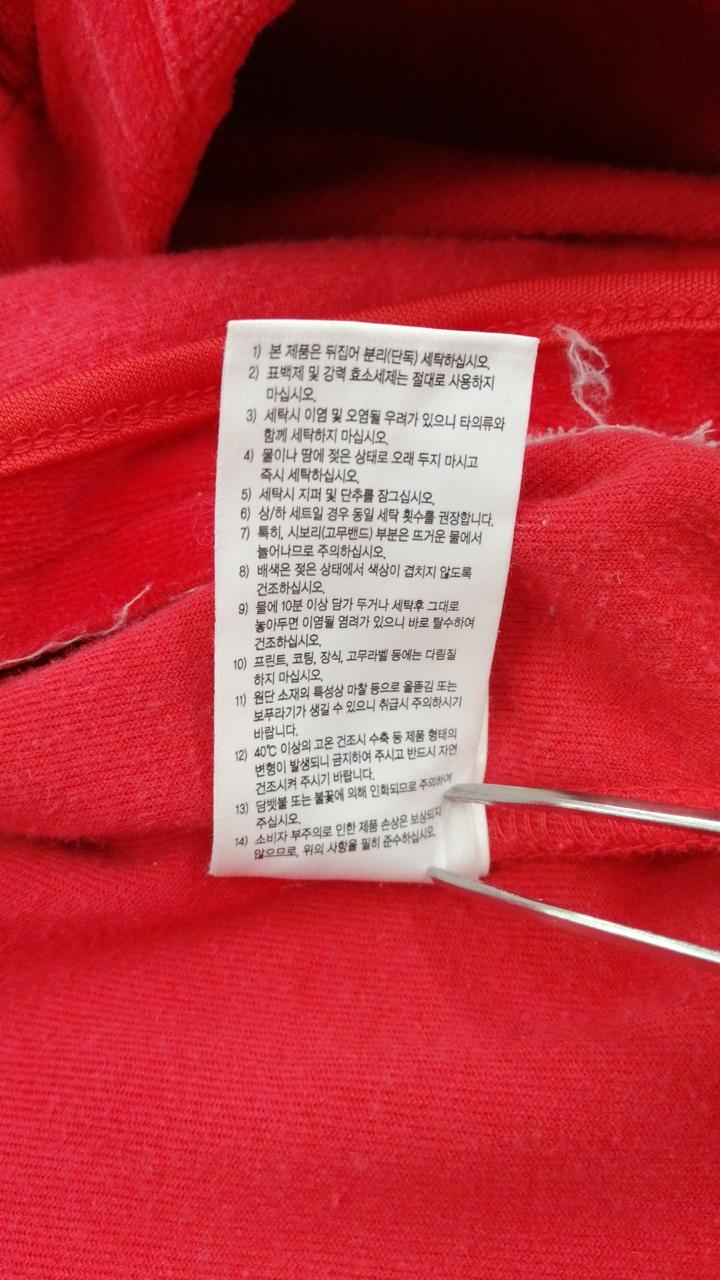 1) 본 제품은 뒤집어 분리(단독) 세탁하십시오.
2) 표백제 및 강력 효소세제는 절대로 사용하지
마십시오.
3) 세탁시 이염 및 오염될 우려가 있으니 타의류와
함께 세탁하지 마십시오.
4) 물이나 땀에 젖은 상태로 오래 두지 마시고
즉시 세탁하십시오.
5) 세탁시 지퍼 및 단추를 잠그십시오.
6) 상/하 세트일 경우 동일 세탁 횟수를 권장합니다.
7) 특히, 시보리(고무밴드) 부분은 뜨거운 물에서
늘어나므로 주의하십시오.
8) 배색은 젖은 상태에서 색상이 겹치지 않도록
건조하십시오.
9) 물에 10분 이상 담가 두거나 세탁후 그대로
놓아두면 이염될 염려가 있으니 바로 탈수하여
건조하십시오.
10) 프린트, 코팅, 장식, 고무라벨 등에는 다림질
하지 마십시오.
11) 원단 소재의 특성상 마찰 등으로 올뜯김 또는
보푸라기가 생길 수 있으니 취급시 주의하시기
바랍니다.
12) 40℃ 이상의 고온 건조시 수축 등 제품 형태의
변형이 발생되니 금지하여 주시고 반드시 자연
건조시켜 주시기 바랍니다.
13) 담뱃불 또는 불꽃에 의해 인화되므로 주의하여
주십시오.
14) 소비자 부주의로 인한 제품 손상은 보상되지
않으므로, 위의 사항을 필히 준수하십시오.